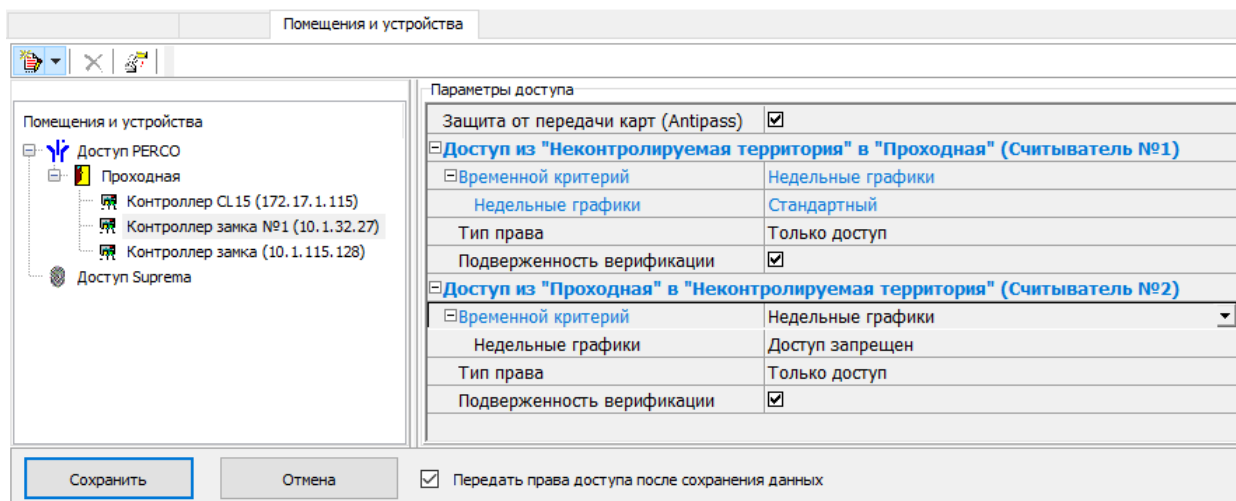 Помещения и устройства
Параметры доступа
Помещения и устройства
Доступ PERCO
Проходная
Контроллер CL15 (172.17.1.115)
Контроллер замка №1 (10.1.32.27)
Контроллер замка (10.1.115.128)
Доступ Suprema
Защита от передачи карт (Antipass)
Доступ из "Неконтролируемая территория" в "Проходная" (Считыватель №1)
Временной критерий Недельные графики
Недельные графики Стандартный
Тип права Только доступ
Подверженность верификации
Доступ из "Проходная" в "Неконтролируемая территория" (Считыватель №2)
Временной критерий Недельные графики
Недельные графики Доступ запрещен
Тип права Только доступ
Подверженность верификации
Сохранить Отмена Передать права доступа после сохранения данных